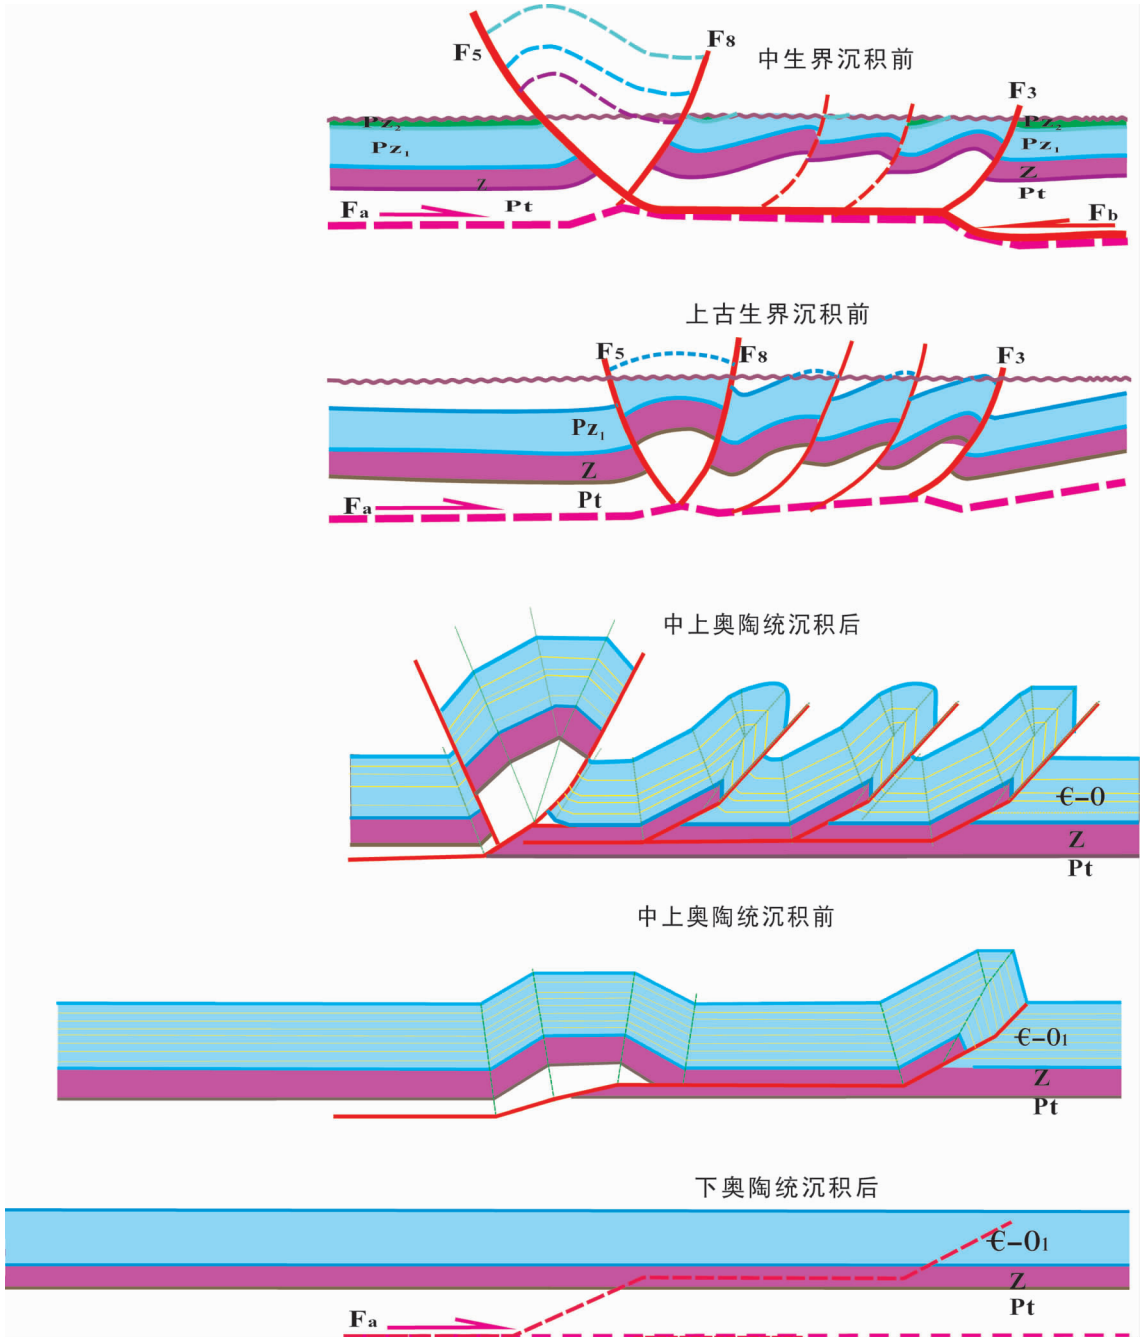 F5 F8 中生界沉积前
F3
Pz2 Pz2
Pz1 Pz1
Z Z
Pt Pt
Fa Fb
上古生界沉积前
F5 F8 F3
Pz1
Z
Pt
Fa
中上奥陶统沉积后
Є-O
Z
Pt
中上奥陶统沉积前
Є-O1
Z
Pt
下奥陶统沉积后
Є-O1
Z
Pt
Fa